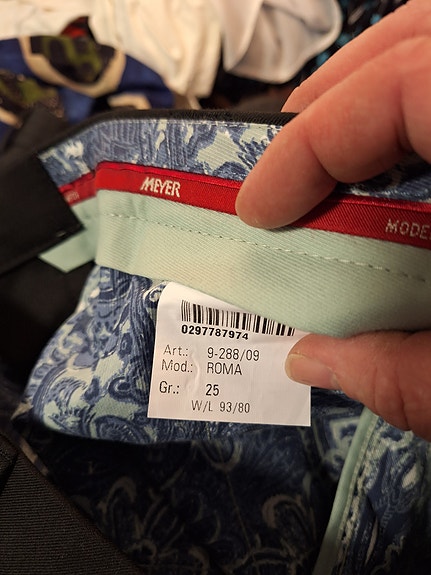 MEYER
MODE
0297787974
Art.: 9-288/09
Mod.: ROMA
Gr.: 25
W/L 93/80